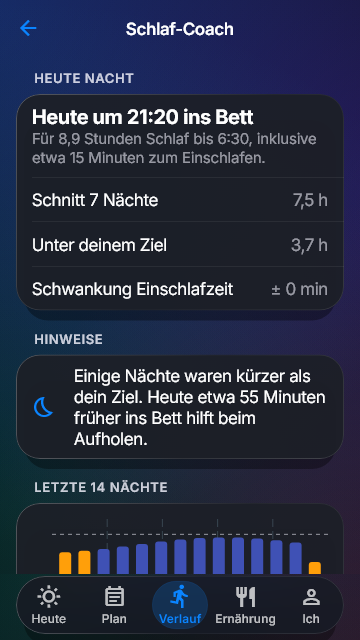 Schlaf-Coach
HEUTE NACHT
Heute um 21:20 ins Bett
Für 8,9 Stunden Schlaf bis 6:30, inklusive
etwa 15 Minuten zum Einschlafen.
Schnitt 7 Nächte 7,5 h
Unter deinem Ziel 3,7 h
Schwankung Einschlafzeit ± 0 min
HINWEISE
Einige Nächte waren kürzer als
dein Ziel. Heute etwa 55 Minuten
früher ins Bett hilft beim
Aufholen.
LETZTE 14 NÄCHTE
Heute Plan Verlauf Ernährung Ich